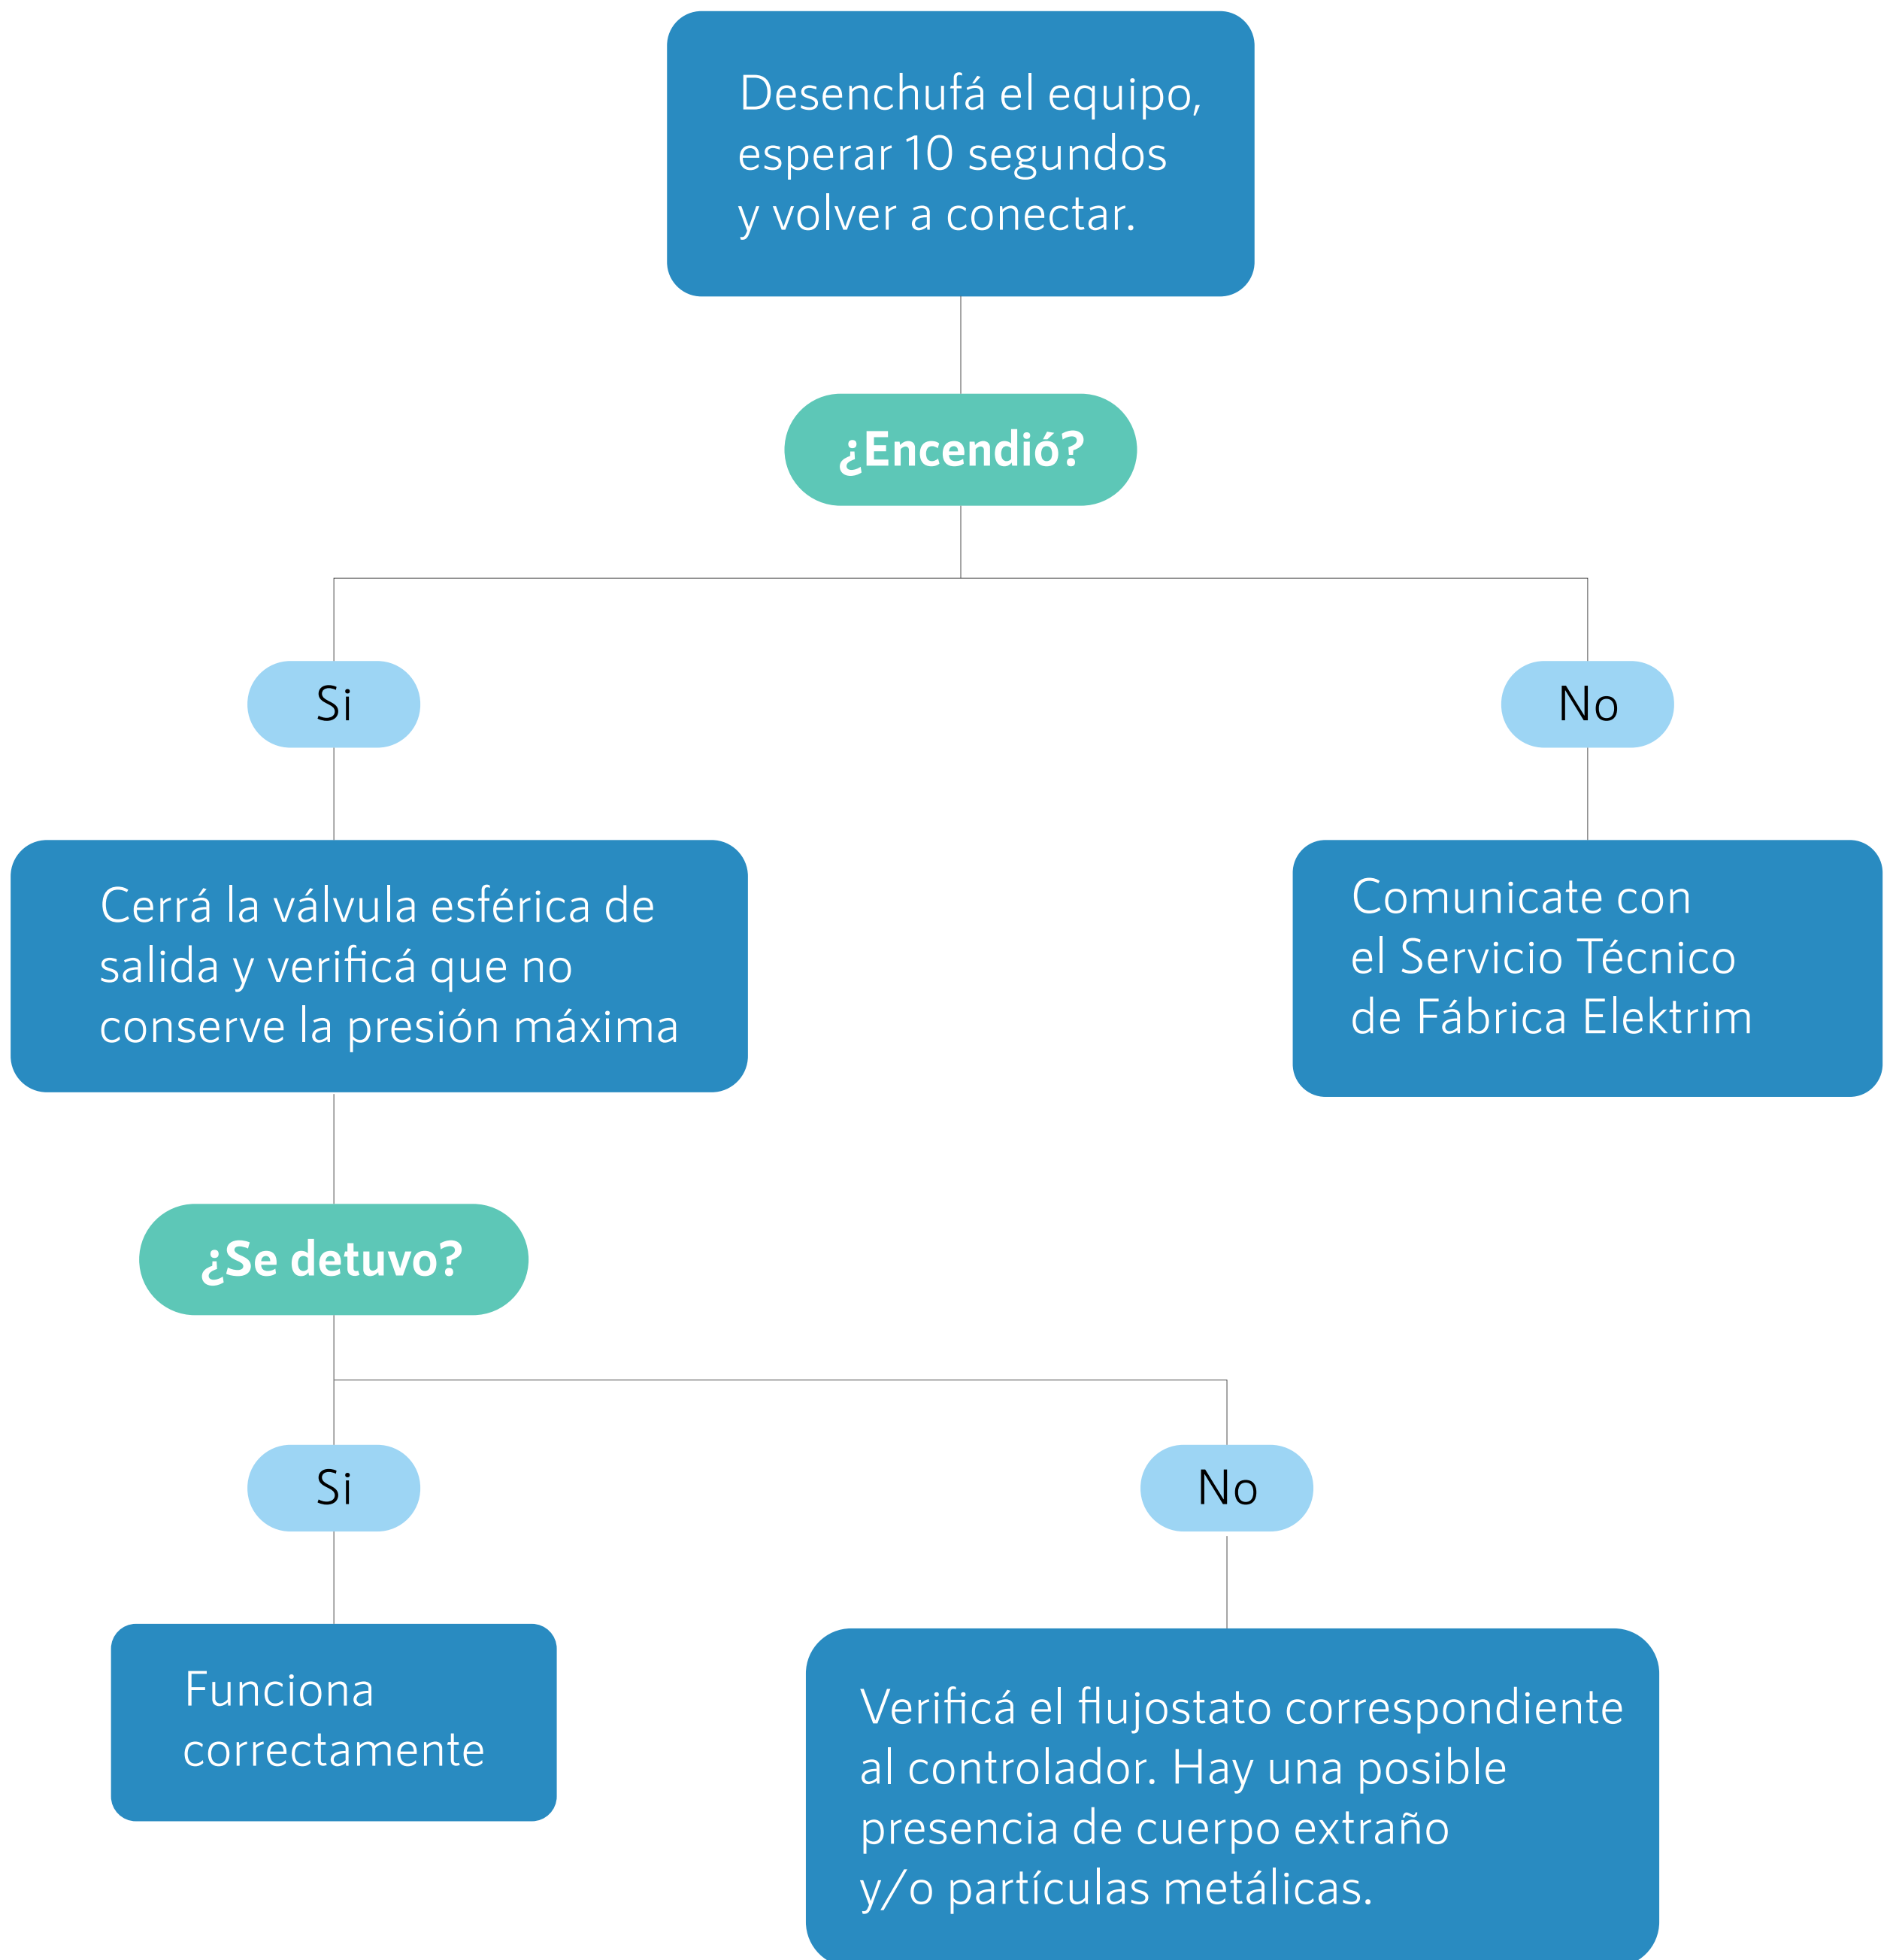 Desenchufá el equipo,
esperar 10 segundos
y volver a conectar.
¿Encendió?
Si
No
Cerrá la válvula esférica de
salida y verificá que no
conserve la presión máxima
Comunicate con
el Servicio Técnico
de Fábrica Elektrim
¿Se detuvo?
Si
No
Funciona
correctamente
Verificá el flujostato correspondiente
al controlador. Hay una posible
presencia de cuerpo extraño
y/o partículas metálicas.